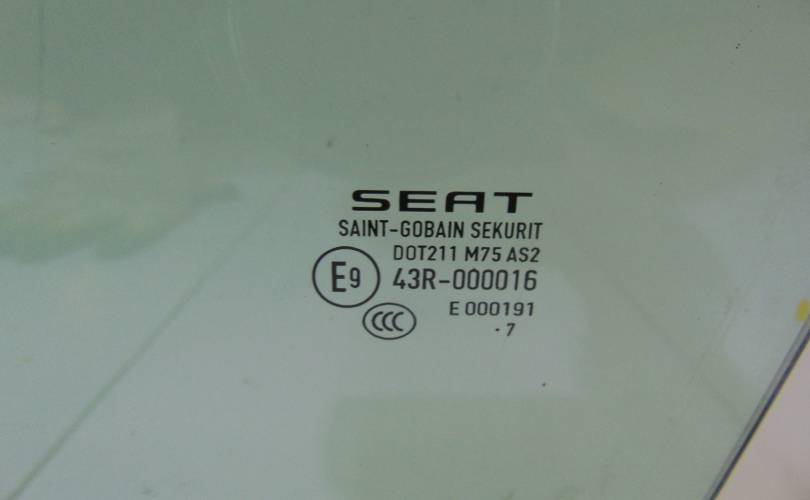 SEAT
SAINT-GOBAIN SEKURIT
DOT211 M75 AS2
E9 43R-000016
E 000191
CCC
· 7